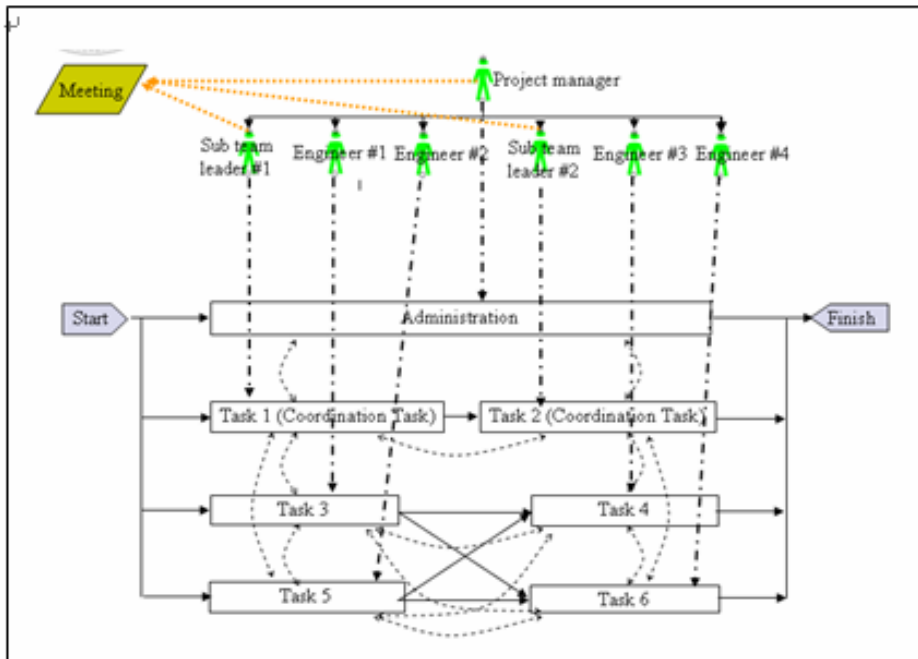 Meeting
Project manager
Sub team
leader #1
Engineer #1
Engineer #2
Sub team
leader #2
Engineer #3
Engineer #4
Start
Administration
Finish
Task 1 (Coordination Task)
Task 2 (Coordination Task)
Task 3
Task 4
Task 5
Task 6